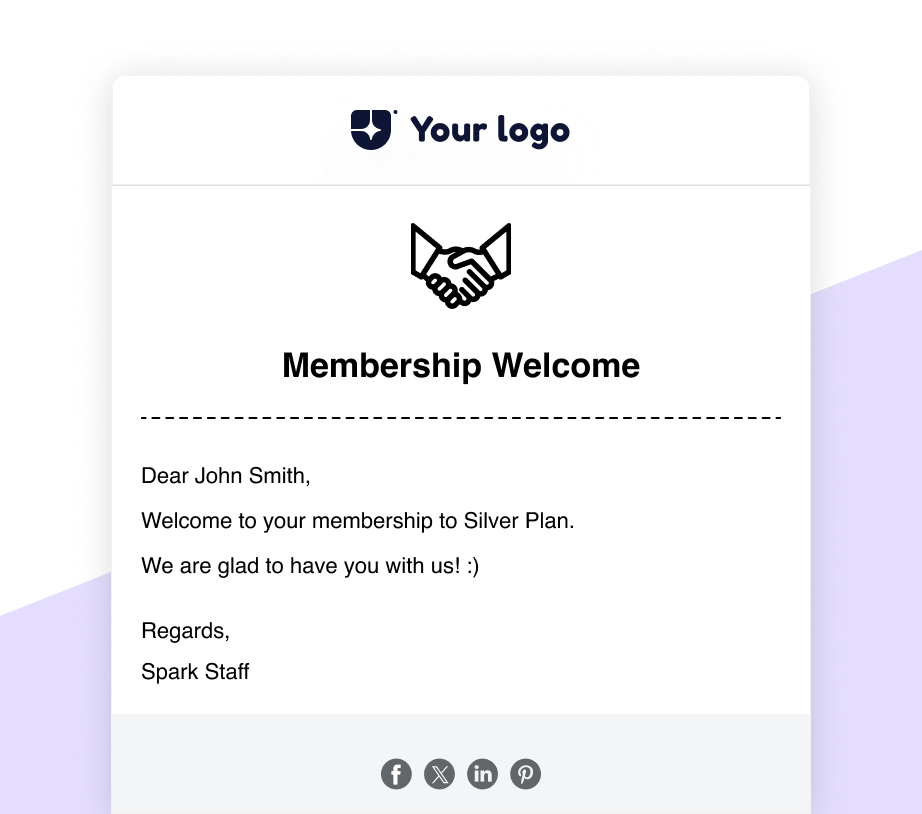 Your logo
Membership Welcome
Dear John Smith,
Welcome to your membership to Silver Plan.
We are glad to have you with us! :)
Regards,
Spark Staff